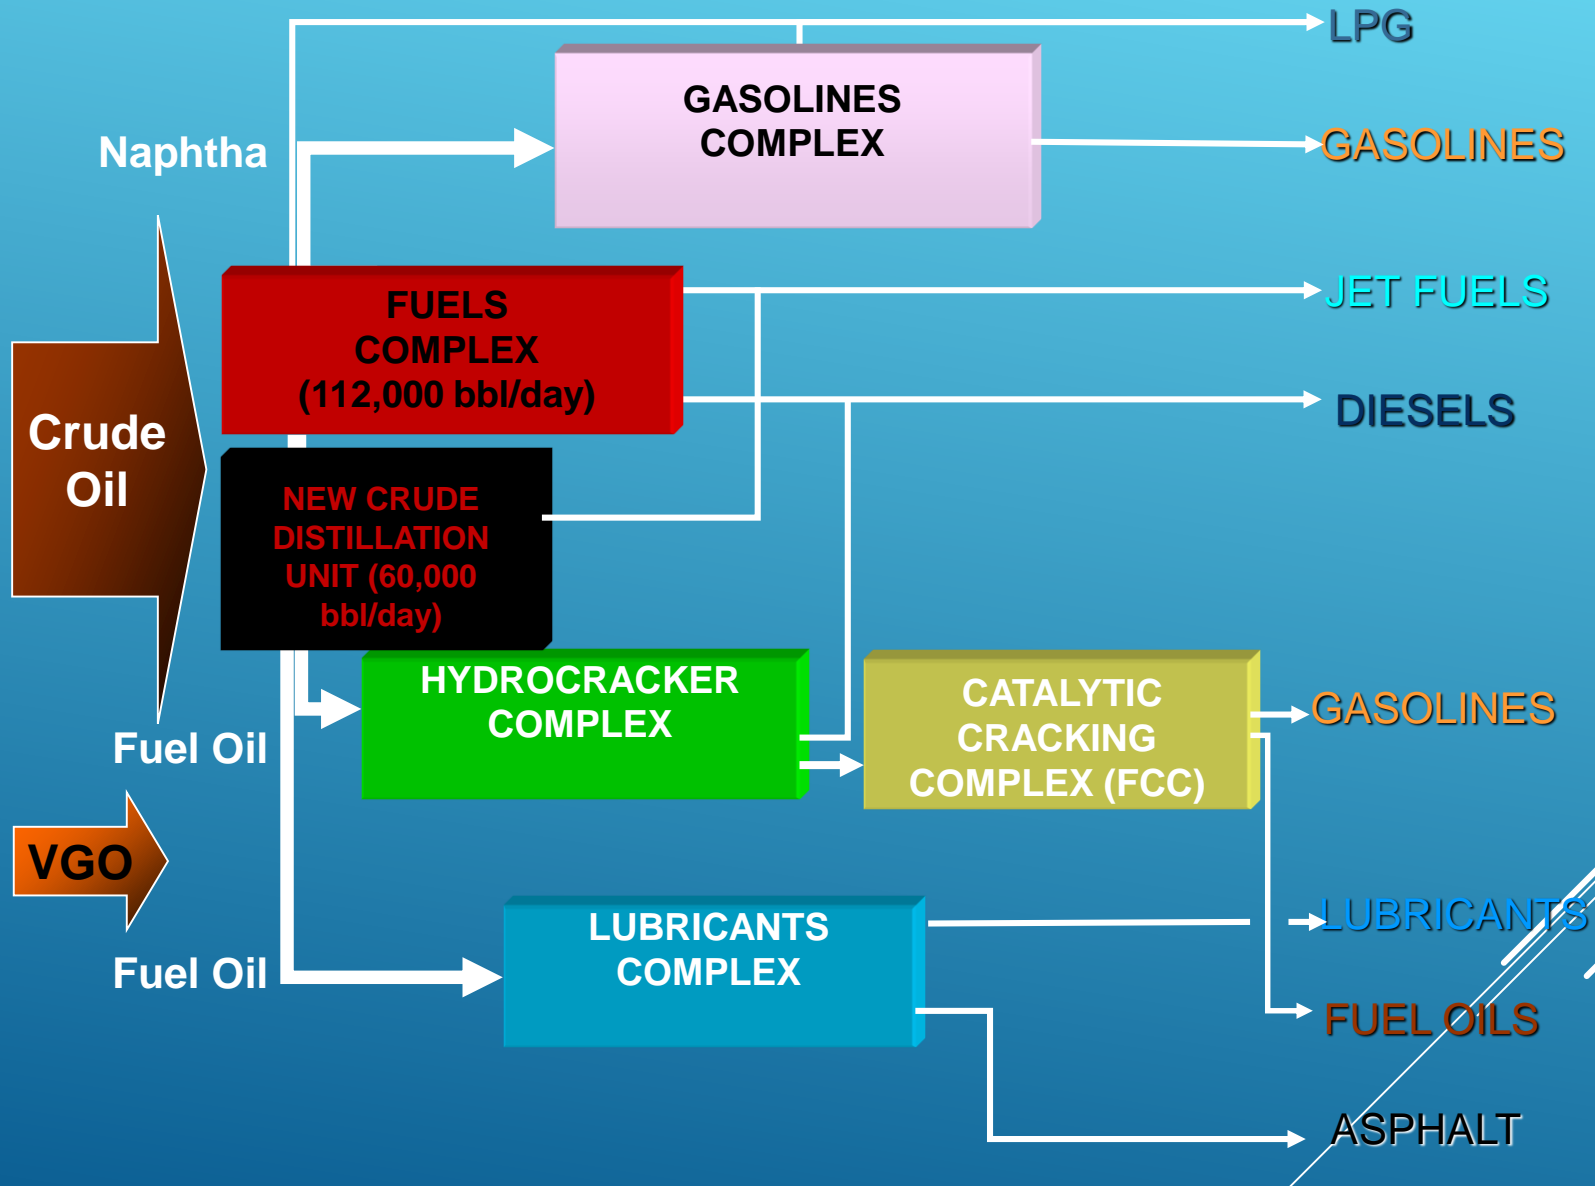 LPG
GASOLINES
COMPLEX
Naphtha
GASOLINES
FUELS
COMPLEX
(112,000 bbl/day)
JET FUELS
DIESELS
Crude
Oil
NEW CRUDE
DISTILLATION
UNIT (60,000
bbl/day)
HYDROCRACKER
COMPLEX
CATALYTIC
CRACKING
COMPLEX (FCC)
GASOLINES
Fuel Oil
VGO
LUBRICANTS
COMPLEX
LUBRICANTS
Fuel Oil
FUEL OILS
ASPHALT